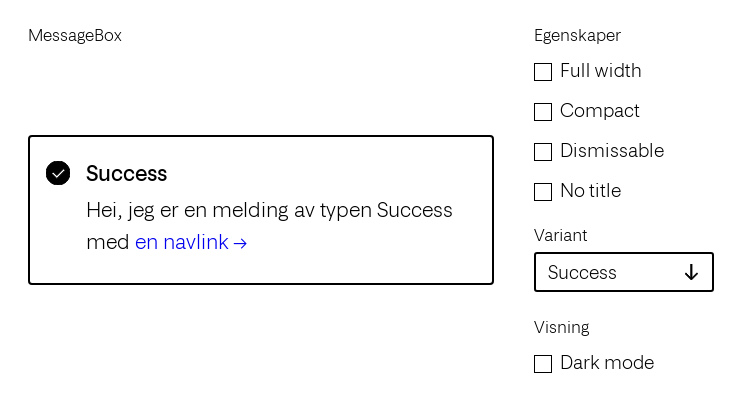 MessageBox
Success
Hei, jeg er en melding av typen Success
med en navlink →
Egenskaper
Full width
Compact
Dismissable
No title
Variant
Success
Visning
Dark mode